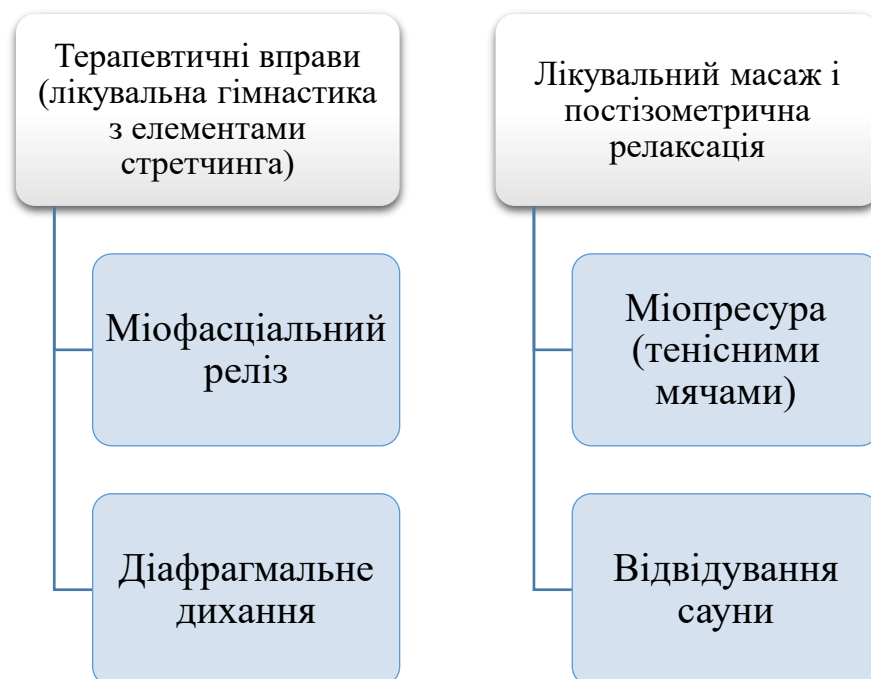 Терапевтичні вправи
(лікувальна гімнастика
з елементами
стретчинга)
Міофасціальний
реліз
Діафрагмальне
дихання
Лікувальний масаж і
постізометрична
релаксація
Міопресура
(тенісними
мячами)
Відвідування
сауни